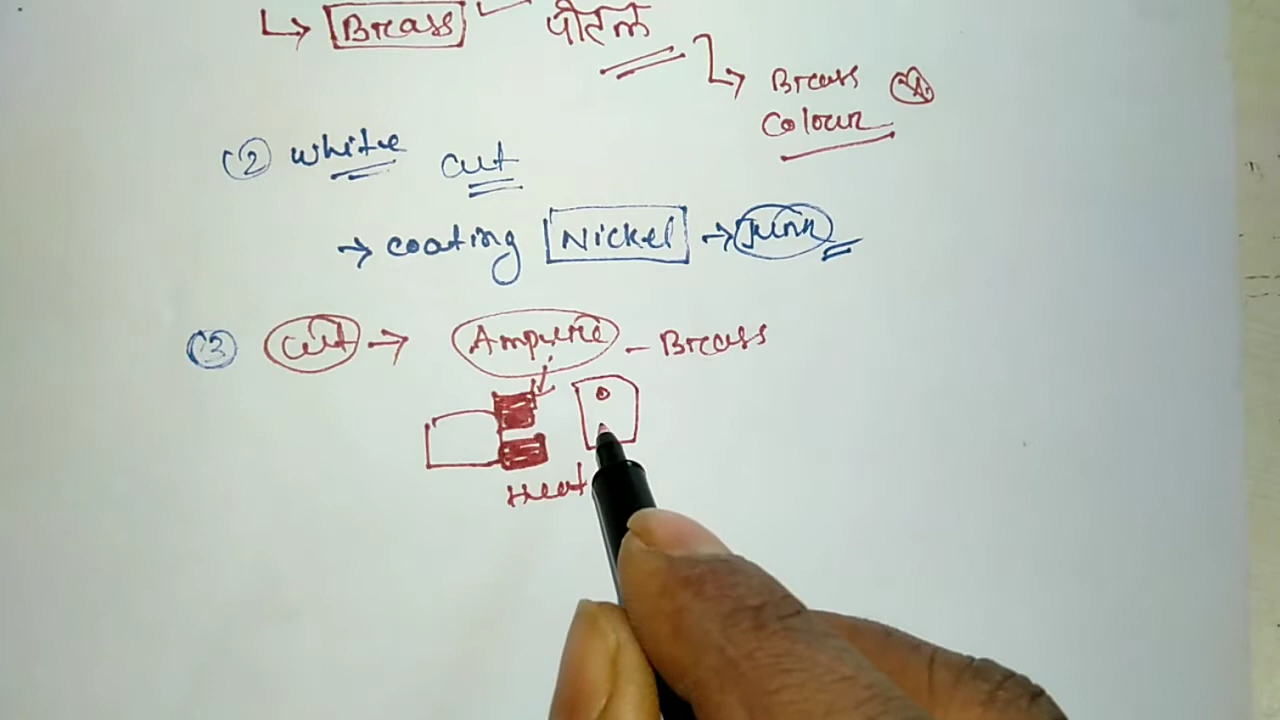 ↳ Brass ✓ पीतल
↳ Brass
Colour
(2) White Cut
→ coating Nickel →
(3) Cut → Ampere - Brass
Heat